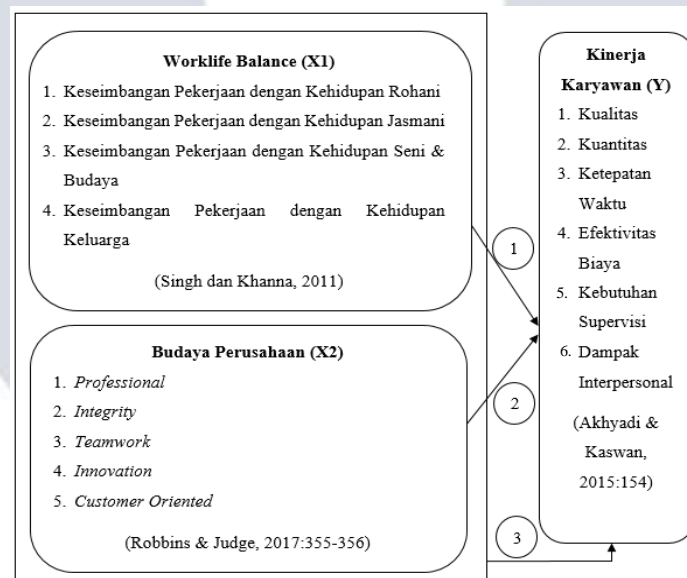 Worklife Balance (X1)
1. Keseimbangan Pekerjaan dengan Kehidupan Rohani
2. Keseimbangan Pekerjaan dengan Kehidupan Jasmani
3. Keseimbangan Pekerjaan dengan Kehidupan Seni &
Budaya
4. Keseimbangan Pekerjaan dengan Kehidupan
Keluarga
(Singh dan Khanna, 2011)
Budaya Perusahaan (X2)
1. Professional
2. Integrity
3. Teamwork
4. Innovation
5. Customer Oriented
(Robbins & Judge, 2017:355-356)
1
2
3
Kinerja
Karyawan (Y)
1. Kualitas
2. Kuantitas
3. Ketepatan
Waktu
4. Efektivitas
Biaya
5. Kebutuhan
Supervisi
6. Dampak
Interpersonal
(Akhyadi &
Kaswan,
2015:154)